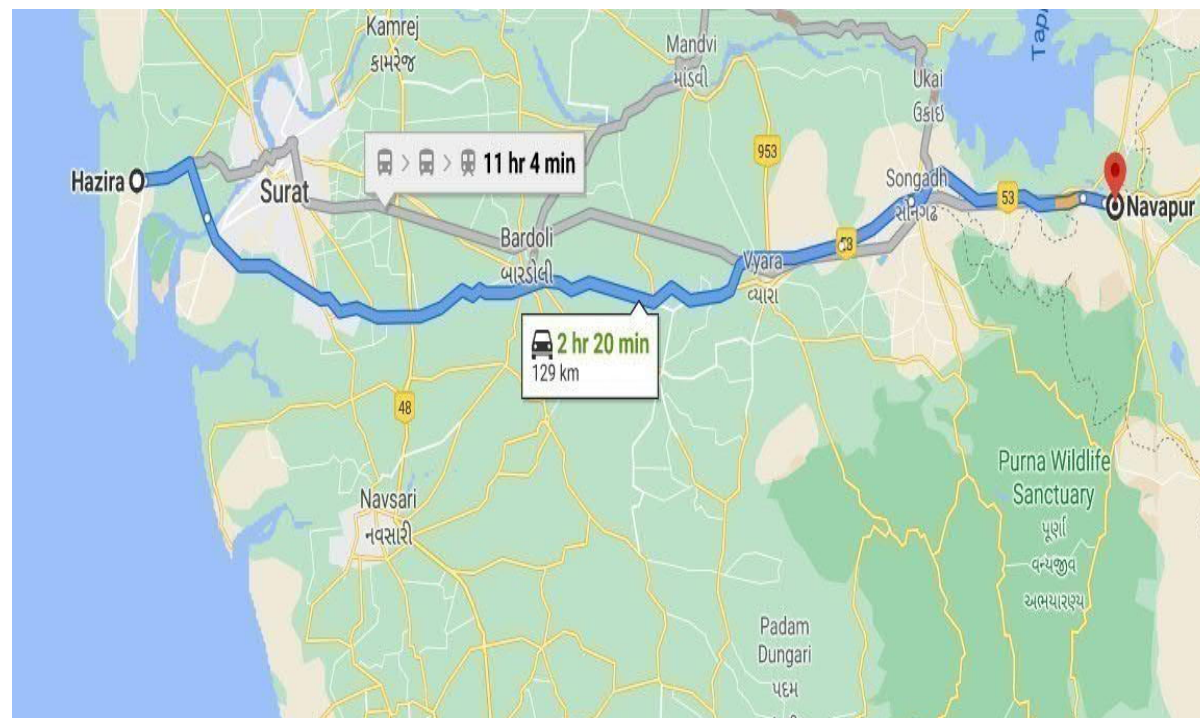 Kamrej
કામરેજ
Mandvi
માંડવી
Ukai
ઉકાઇ
953
11 hr 4 min
Hazira
Surat
Songadh
સોનગઢ
53
Navapur
Bardoli
બારડોલી
53
Vyara
વ્યારા
2 hr 20 min
129 km
48
Purna Wildlife
Sanctuary
પૂર્ણા
વન્યજીવ
અભયારણ્ય
Navsari
નવસારી
Padam
Dungari
પદમ